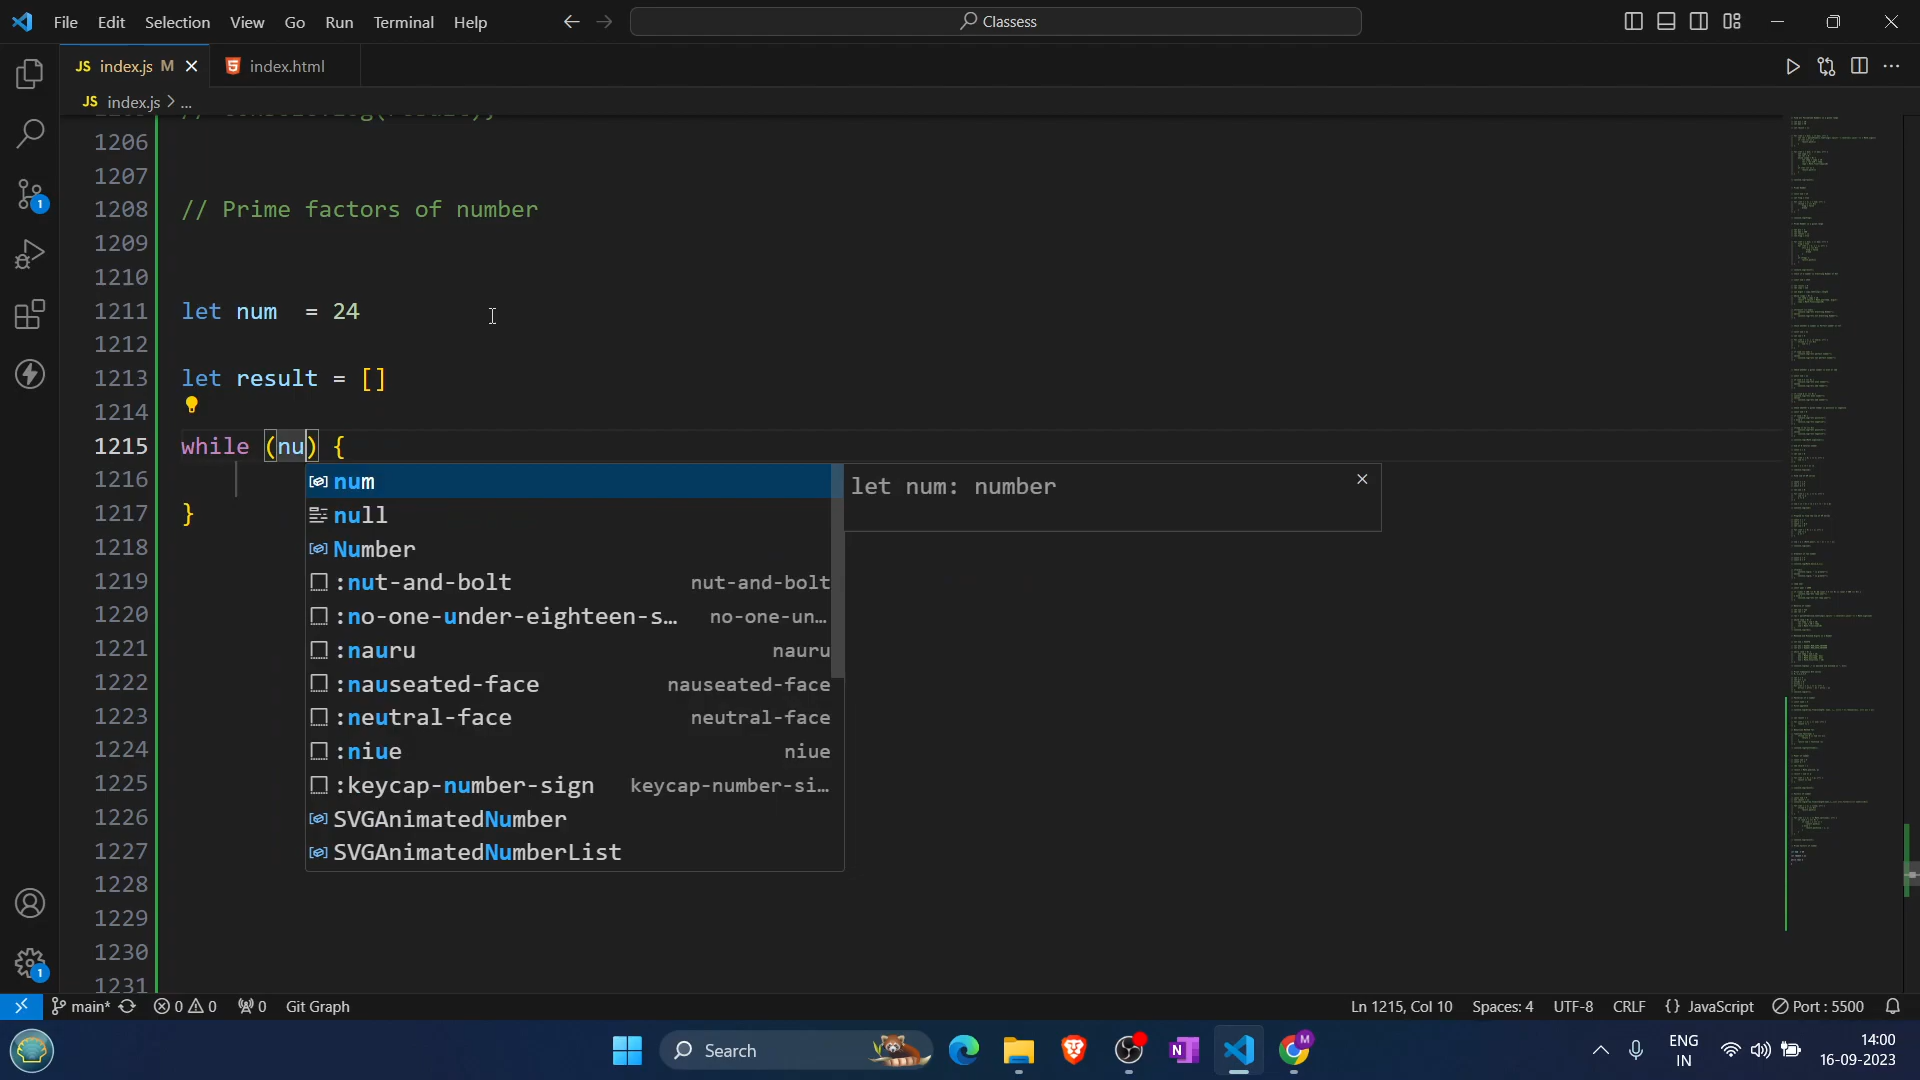 File Edit Selection View Go Run Terminal Help
Classess
JS index.js M
index.html
JS index.js > ...
1206
1207
1208 // Prime factors of number
1209
1210
1211 let num  = 24
1212
1213 let result = []
1214
1215 while (nu) {
1216
1217 }
1218
1219
1220
1221
1222
1223
1224
1225
1226
1227
1228
1229
1230
1231
num
let num: number
null
Number
:nut-and-bolt nut-and-bolt
:no-one-under-eighteen-s… no-one-un…
:nauru nauru
:nauseated-face nauseated-face
:neutral-face neutral-face
:niue niue
:keycap-number-sign keycap-number-si…
SVGAnimatedNumber
SVGAnimatedNumberList
1
1
main* 0 0 0 Git Graph Ln 1215, Col 10 Spaces: 4 UTF-8 CRLF {} JavaScript Port : 5500
Search
N
M
ENG
IN
14:00
16-09-2023